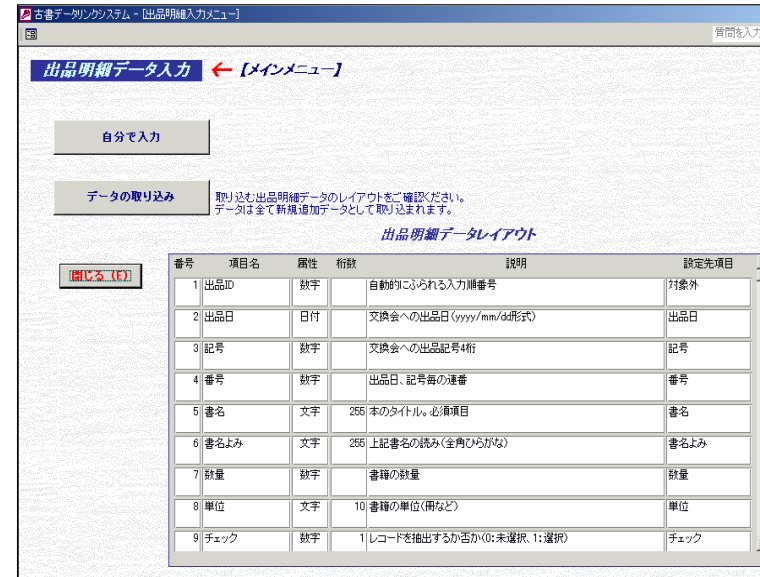 古書データリンクシステム - [出品明細入力メニュー]
質問を入力
出品明細データ入力 ← 【メインメニュー】
自分で入力
データの取り込み
取り込む出品明細データのレイアウトをご確認ください。
データは全て新規追加データとして取り込まれます。
出品明細データレイアウト
閉じる (E)
番号 項目名 属性 桁数 説明 設定先項目
1 出品ID 数字 自動的にふられる入力順番号 対象外
2 出品日 日付 交換会への出品日(yyyy/mm/dd形式) 出品日
3 記号 数字 交換会への出品記号4桁 記号
4 番号 数字 出品日、記号毎の連番 番号
5 書名 文字 255 本のタイトル。必須項目 書名
6 書名よみ 文字 255 上記書名の読み(全角ひらがな) 書名よみ
7 数量 数字 書籍の数量 数量
8 単位 文字 10 書籍の単位(冊など) 単位
9 チェック 数字 1 レコードを抽出するか否か(0:未選択、1:選択) チェック